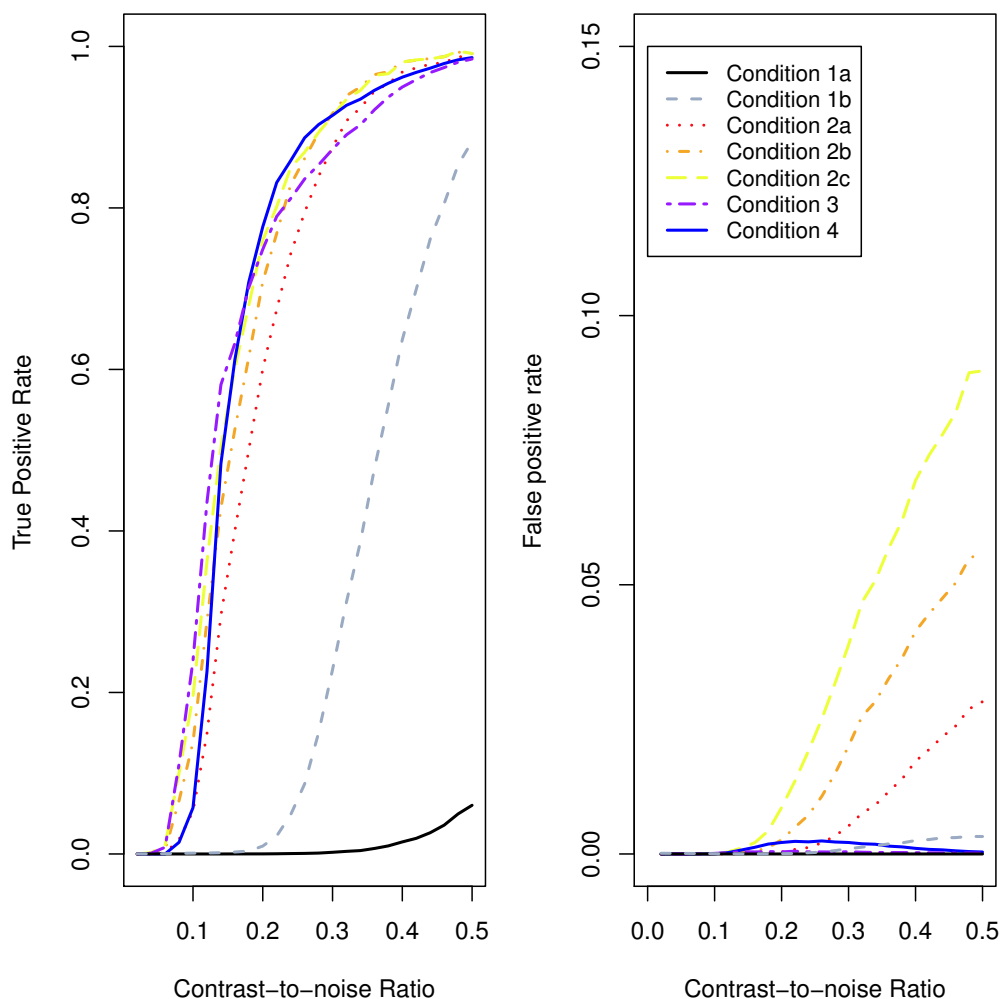 True Positive Rate
1.0
0.8
0.6
0.4
0.2
0.0
0.1 0.2 0.3 0.4 0.5
Contrast−to−noise Ratio
False positive rate
0.15
0.10
0.05
0.00
0.0 0.1 0.2 0.3 0.4 0.5
Contrast−to−noise Ratio
Condition 1a
Condition 1b
Condition 2a
Condition 2b
Condition 2c
Condition 3
Condition 4